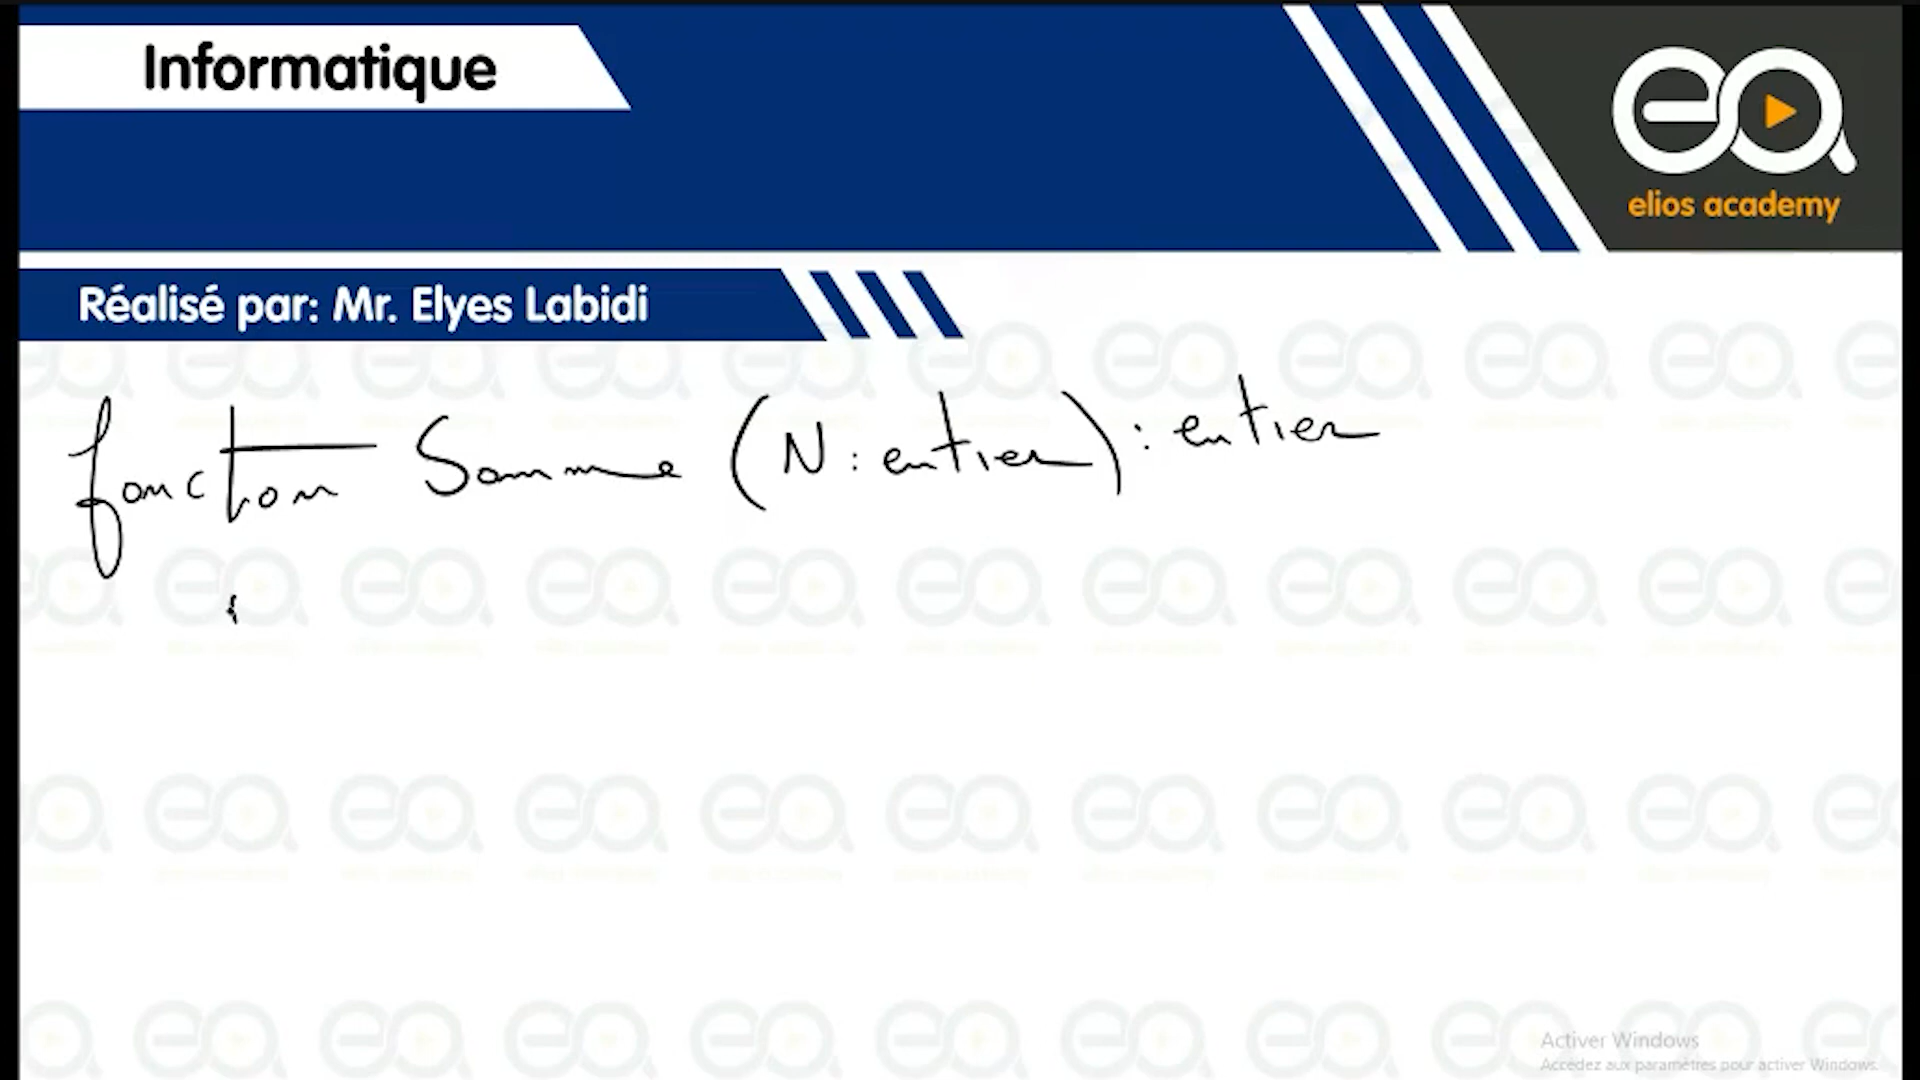 Informatique
elios academy
Réalisé par: Mr. Elyes Labidi
fonction Somme (N: entier): entier
Activer Windows
Accédez aux paramètres pour activer Windows.